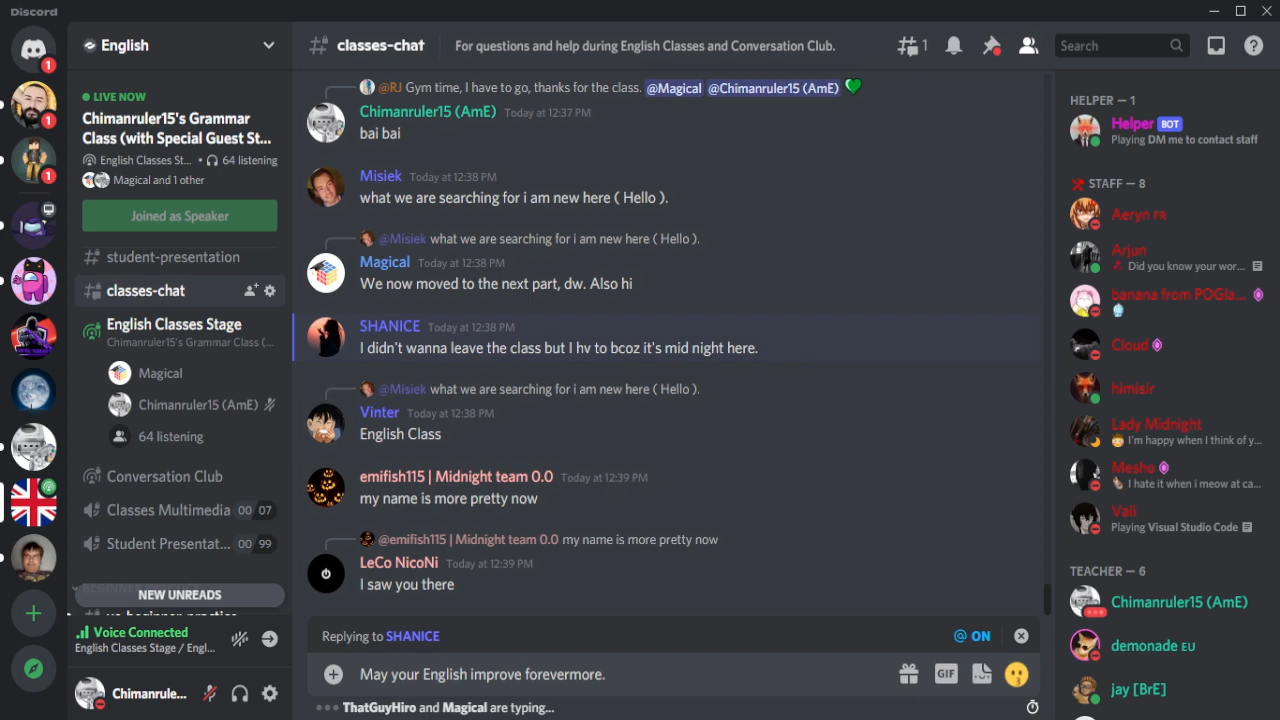 Discord
English
classes-chat
For questions and help during English Classes and Conversation Club.
1
Search
LIVE NOW
Chimanruler15's Grammar
Class (with Special Guest St...
English Classes St... • 64 listening
Magical and 1 other
Joined as Speaker
student-presentation
classes-chat
English Classes Stage
Chimanruler15's Grammar Class (...
Magical
Chimanruler15 (AmE)
64 listening
Conversation Club
Classes Multimedia 00 07
Student Presentat... 00 99
NEW UNREADS
Voice Connected
English Classes Stage / Engl...
Chimanrule...
1
1
1
@RJ Gym time, I have to go, thanks for the class. @Magical @Chimanruler15 (AmE)
Chimanruler15 (AmE) Today at 12:37 PM
bai bai
Misiek Today at 12:38 PM
what we are searching for i am new here ( Hello ).
@Misiek what we are searching for i am new here ( Hello ).
Magical Today at 12:38 PM
We now moved to the next part, dw. Also hi
SHANICE Today at 12:38 PM
I didn't wanna leave the class but I hv to bcoz it's mid night here.
@Misiek what we are searching for i am new here ( Hello ).
Vinter Today at 12:38 PM
English Class
emifish115 | Midnight team 0.0 Today at 12:39 PM
my name is more pretty now
@emifish115 | Midnight team 0.0 my name is more pretty now
LeCo NicoNi Today at 12:39 PM
I saw you there
Replying to SHANICE
@ ON
May your English improve forevermore.
GIF
ThatGuyHiro and Magical are typing...
HELPER — 1
Helper BOT
Playing DM me to contact staff
STAFF — 8
Aeryn FR
Arjun
Did you know your wor...
banana from POGla...
Cloud
himisir
Lady Midnight
I'm happy when I think of y...
Mesho
I hate it when i meow at ca...
Vali
Playing Visual Studio Code
TEACHER — 6
Chimanruler15 (AmE)
demonade EU
jay [BrE]